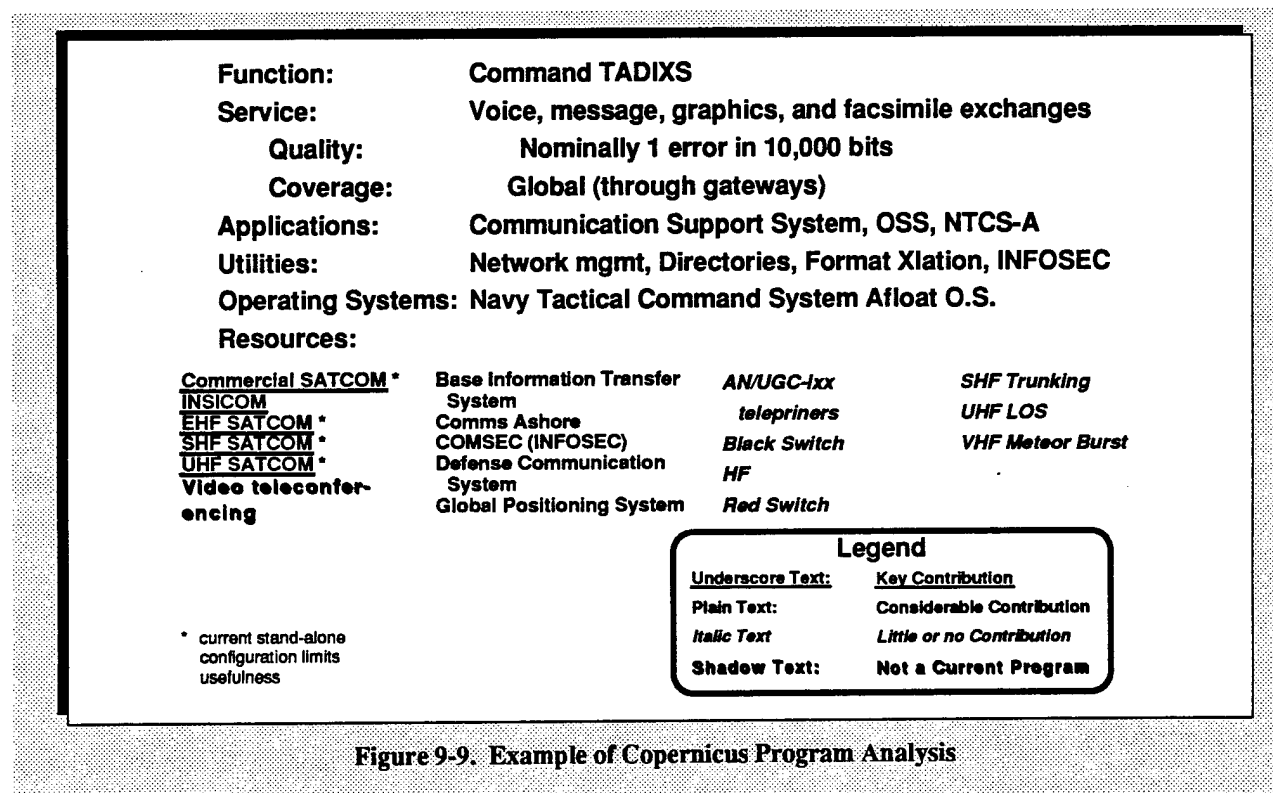 Function: Command TADIXS
Service: Voice, message, graphics, and facsimile exchanges
Quality: Nominally 1 error in 10,000 bits
Coverage: Global (through gateways)
Applications: Communication Support System, OSS, NTCS-A
Utilities: Network mgmt, Directories, Format Xlation, INFOSEC
Operating Systems: Navy Tactical Command System Afloat O.S.
Resources:
Commercial SATCOM *
INSICOM
EHF SATCOM *
SHF SATCOM *
UHF SATCOM *
Video teleconfer-
encing
Base Information Transfer
System
Comms Ashore
COMSEC (INFOSEC)
Defense Communication
System
Global Positioning System
AN/UGC-lxx
telepriners
Black Switch
HF
Red Switch
SHF Trunking
UHF LOS
VHF Meteor Burst
Legend
Underscore Text: Key Contribution
Plain Text: Considerable Contribution
Italic Text Little or no Contribution
Shadow Text: Not a Current Program
* current stand-alone
configuration limits
usefulness
Figure 9-9. Example of Copernicus Program Analysis